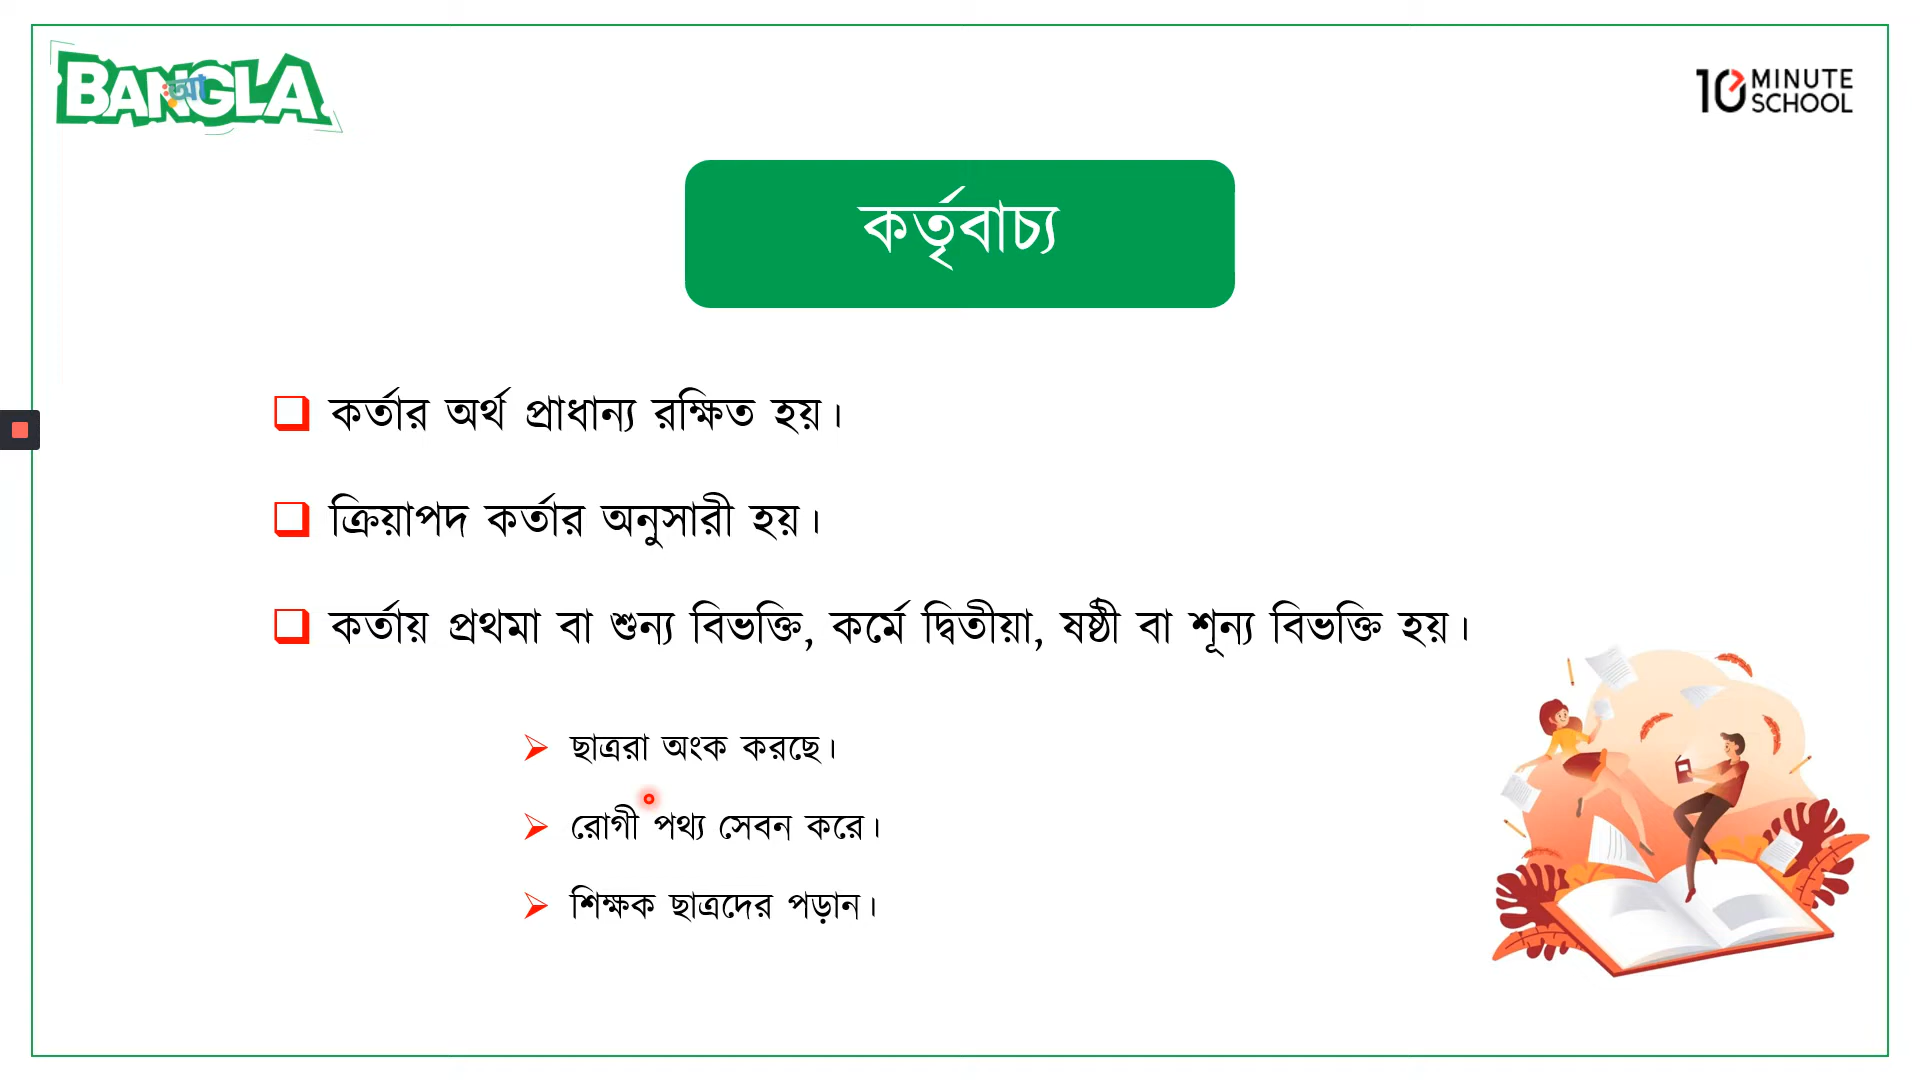 BANGLA
আ
10 MINUTE SCHOOL
কর্তৃবাচ্য
কর্তার অর্থ প্রাধান্য রক্ষিত হয়।
ক্রিয়াপদ কর্তার অনুসারী হয়।
কর্তায় প্রথমা বা শুন্য বিভক্তি, কর্মে দ্বিতীয়া, ষষ্ঠী বা শূন্য বিভক্তি হয়।
ছাত্ররা অংক করছে।
রোগী পথ্য সেবন করে।
শিক্ষক ছাত্রদের পড়ান।